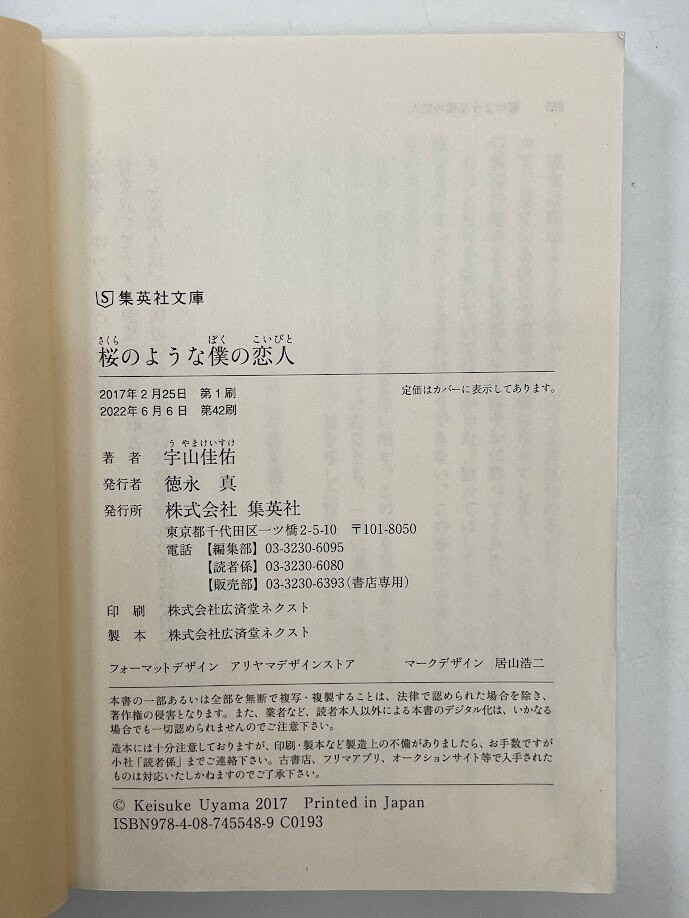 S 集英社文庫
さくら ぼく こいびと
桜のような僕の恋人
2017年2月25日 第1刷
定価はカバーに表示してあります。
2022年6月6日 第42刷
う やまけいすけ
著 者 宇山佳佑
発行者 徳永 真
発行所 株式会社 集英社
東京都千代田区一ツ橋2-5-10 〒101-8050
電話 【編集部】03-3230-6095
【読者係】03-3230-6080
【販売部】03-3230-6393(書店専用)
印 刷 株式会社広済堂ネクスト
製 本 株式会社広済堂ネクスト
フォーマットデザイン アリヤマデザインストア マークデザイン 居山浩二
本書の一部あるいは全部を無断で複写・複製することは、法律で認められた場合を除き、
著作権の侵害となります。また、業者など、読者本人以外による本書のデジタル化は、いかなる
場合でも一切認められませんのでご注意下さい。
造本には十分注意しておりますが、印刷・製本など製造上の不備がありましたら、お手数ですが
小社「読者係」までご連絡下さい。古書店、フリマアプリ、オークションサイト等で入手された
ものは対応いたしかねますのでご了承下さい。
© Keisuke Uyama 2017 Printed in Japan
ISBN978-4-08-745548-9 C0193